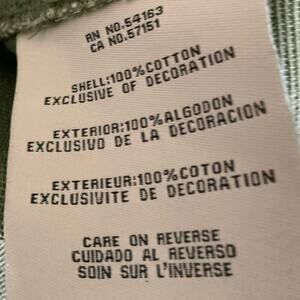 RN NO.54163
CA NO.57151
SHELL:100%COTTON
EXCLUSIVE OF DECORATION
EXTERIOR:100%ALGODON
EXCLUSIVO DE LA DECORACION
EXTERIEUR:100%COTON
EXCLUSIVITE DE DECORATION
CARE ON REVERSE
CUIDADO AL REVERSO
SOIN SUR L'INVERSE